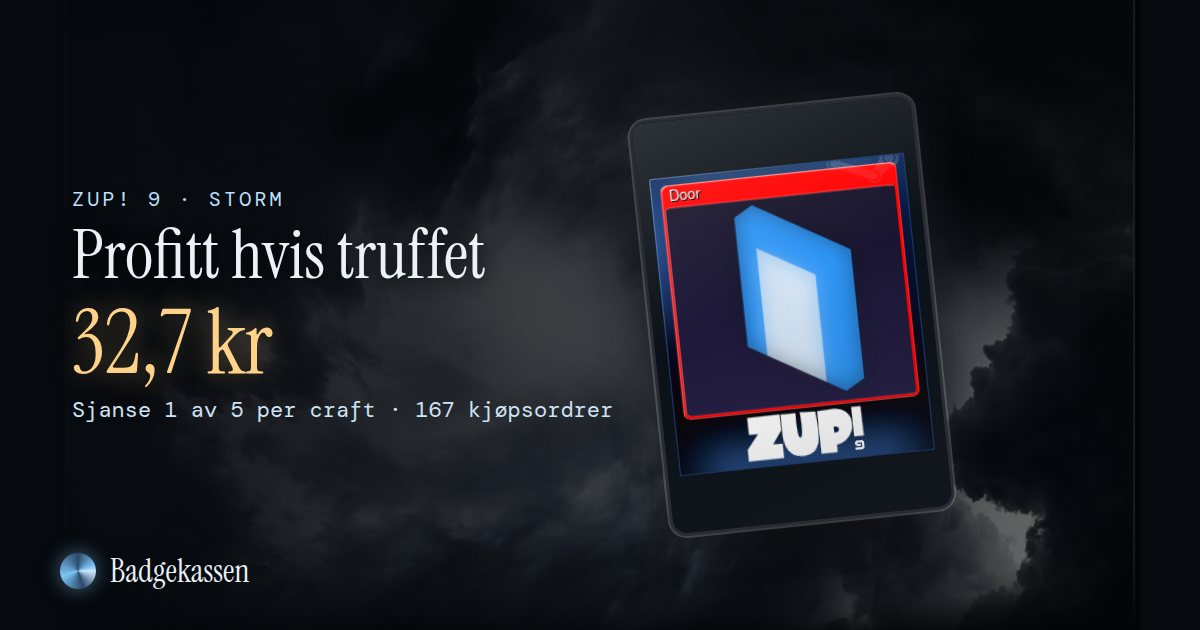 ZUP! 9 · STORM
Profitt hvis truffet
32,7 kr
Sjanse 1 av 5 per craft · 167 kjøpsordrer
Door
ZUP!
9
Badgekassen